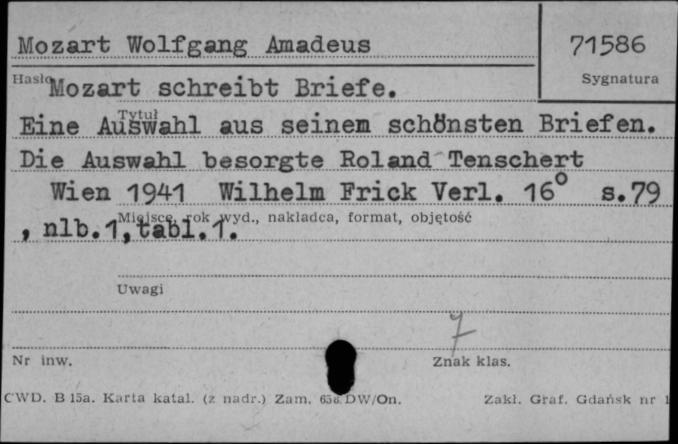 Mozart Wolfgang Amadeus
71586
Hasło
Sygnatura
Mozart schreibt Briefe.
Tytuł
Eine Auswahl aus seinem schönsten Briefen.
Die Auswahl besorgte Roland Tenschert
Wien 1941 Wilhelm Frick Verl. 16° s.79
Miejsce, rok wyd., nakładca, format, objętość
, nlb.1, tabl.1.
Uwagi
7
Nr inw.
Znak klas.
CWD. B 15a. Karta katal. (z nadr.) Zam. DW/On.
Zakł. Graf. Gdańsk nr 1